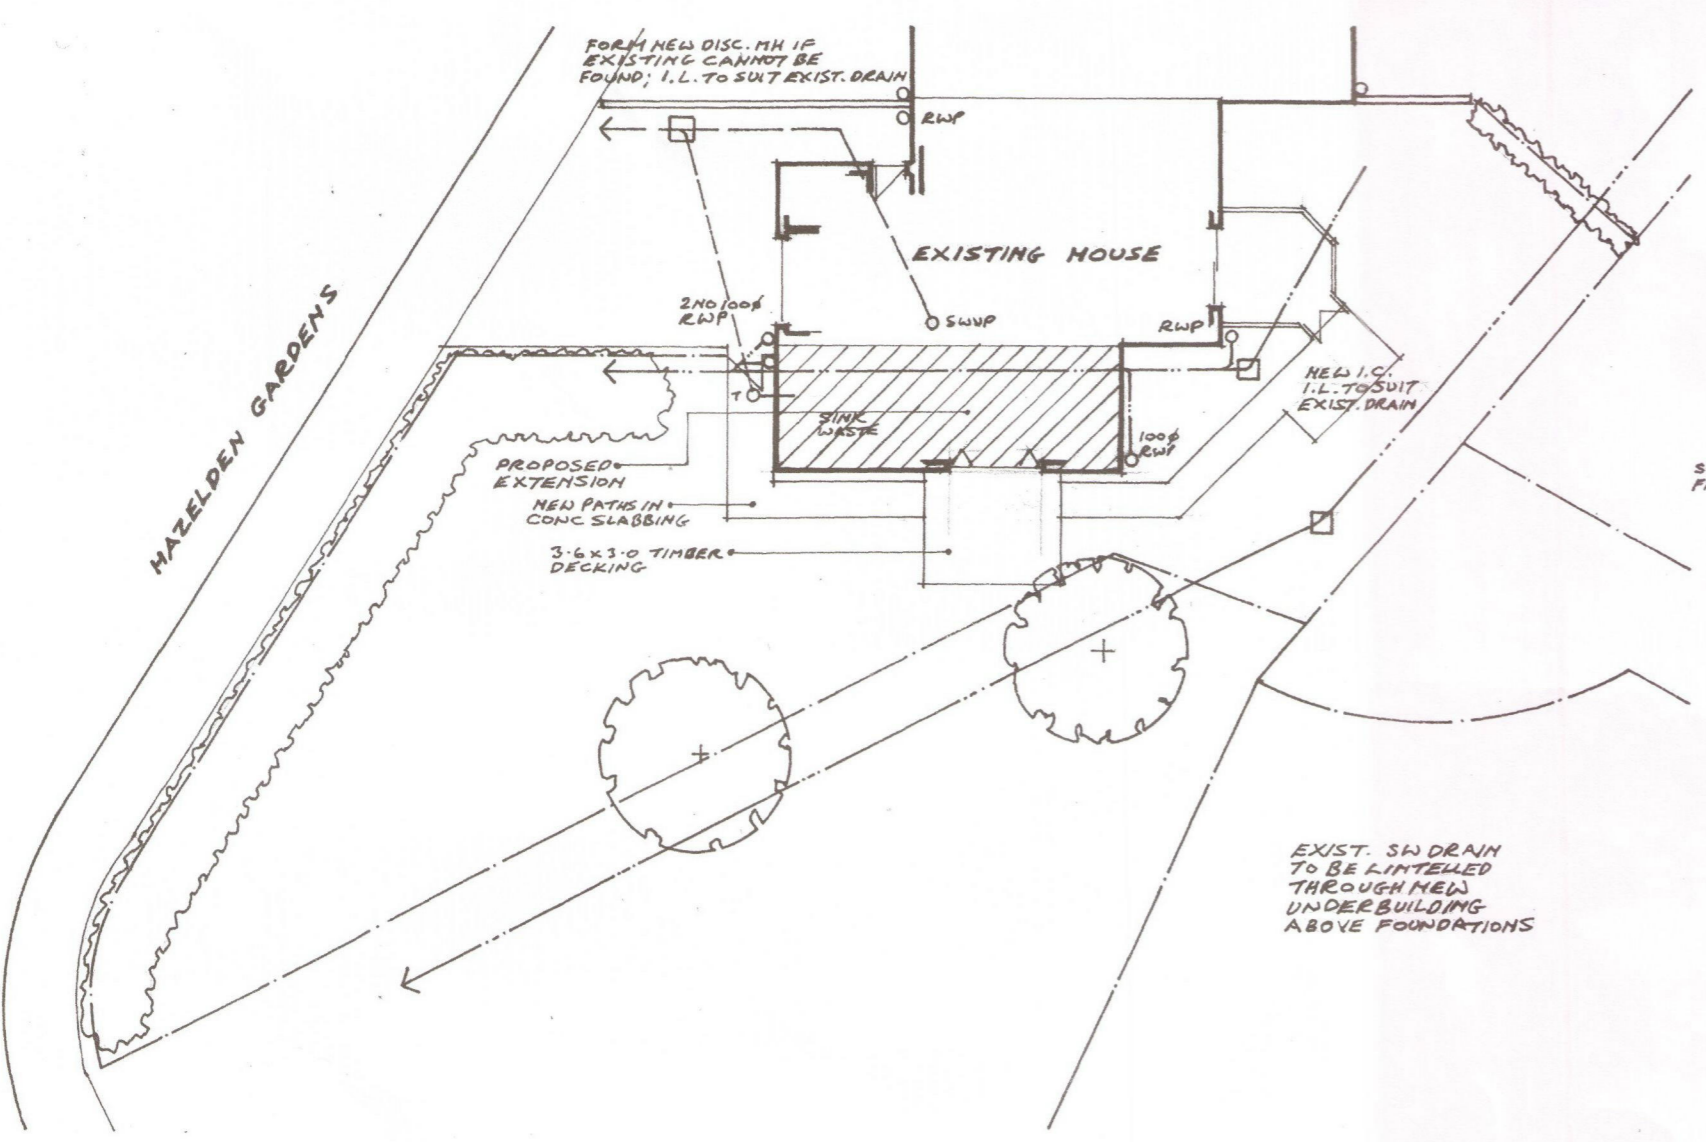 FORM NEW DISC. MH IF
EXISTING CANNOT BE
FOUND; I.L. TO SUIT EXIST. DRAIN
RWP
EXISTING HOUSE
HAZELDEN GARDENS
2NO 100ø
RWP
SWVP
RWP
NEW I.C.
I.L. TO SUIT
EXIST. DRAIN
T
SINK
WASTE
100ø
RWP
PROPOSED
EXTENSION
NEW PATHS IN
CONC SLABBING
3·6 x 3·0 TIMBER
DECKING
EXIST. SW DRAIN
TO BE LINTELLED
THROUGH NEW
UNDERBUILDING
ABOVE FOUNDATIONS